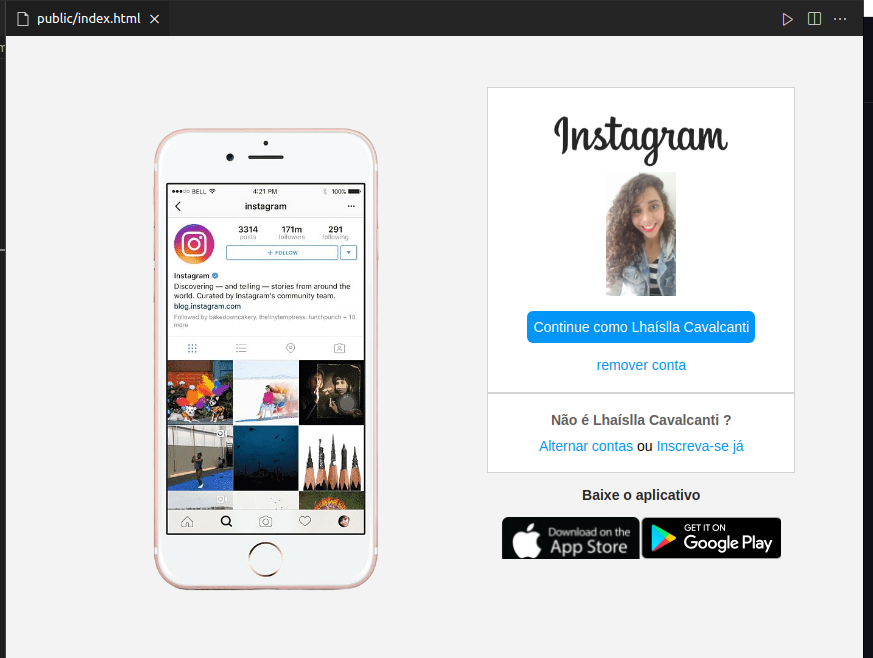 public/index.html
BELL
4:21 PM
100%
instagram
3314
171m
291
posts
followers
following
+ FOLLOW
Instagram
Discovering — and telling — stories from around the
world. Curated by Instagram's community team.
blog.instagram.com
Followed by bakedowncakery, thetinytemptress, lunchpunch + 10
more
Instagram
Continue como Lhaíslla Cavalcanti
remover conta
Não é Lhaíslla Cavalcanti ?
Alternar contas ou Inscreva-se já
Baixe o aplicativo
Download on the
App Store
GET IT ON
Google Play